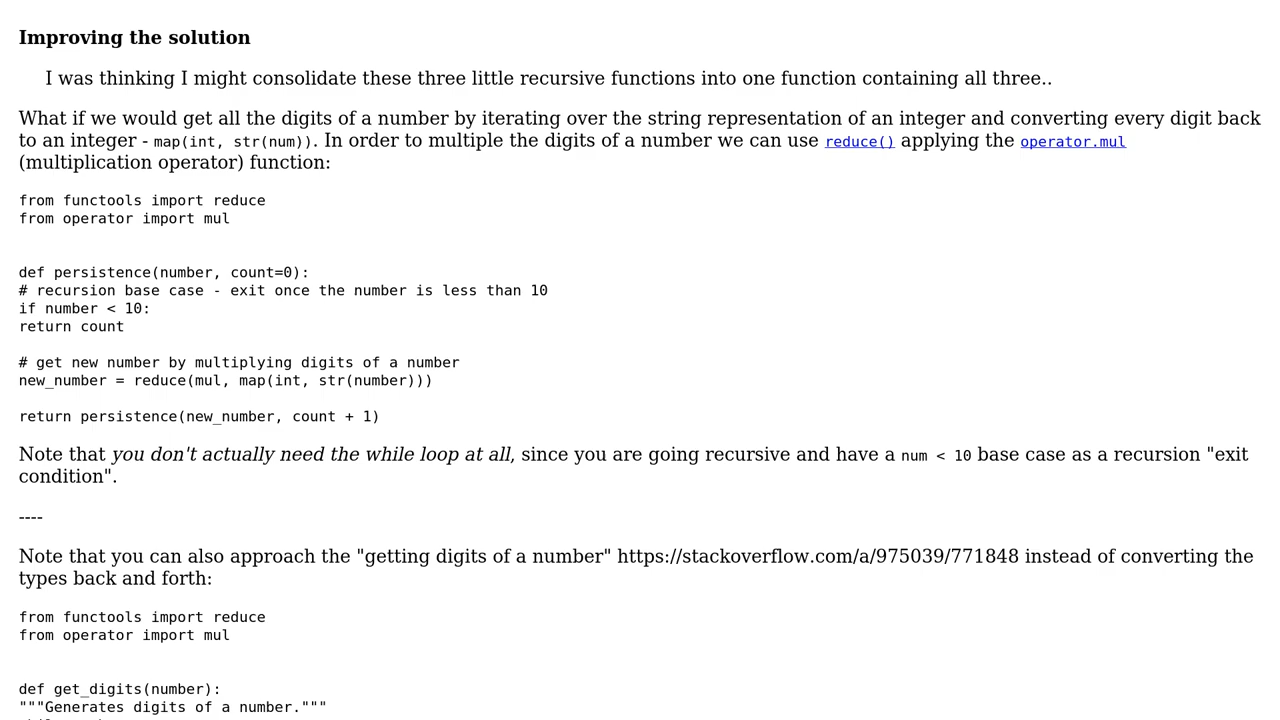 Improving the solution
I was thinking I might consolidate these three little recursive functions into one function containing all three..
What if we would get all the digits of a number by iterating over the string representation of an integer and converting every digit back
to an integer - map(int, str(num)). In order to multiple the digits of a number we can use reduce() applying the operator.mul
(multiplication operator) function:
from functools import reduce
from operator import mul
def persistence(number, count=0):
# recursion base case - exit once the number is less than 10
if number < 10:
return count
# get new number by multiplying digits of a number
new_number = reduce(mul, map(int, str(number)))
return persistence(new_number, count + 1)
Note that you don't actually need the while loop at all, since you are going recursive and have a num < 10 base case as a recursion "exit
condition".
----
Note that you can also approach the "getting digits of a number" https://stackoverflow.com/a/975039/771848 instead of converting the
types back and forth:
from functools import reduce
from operator import mul
def get_digits(number):
"""Generates digits of a number."""